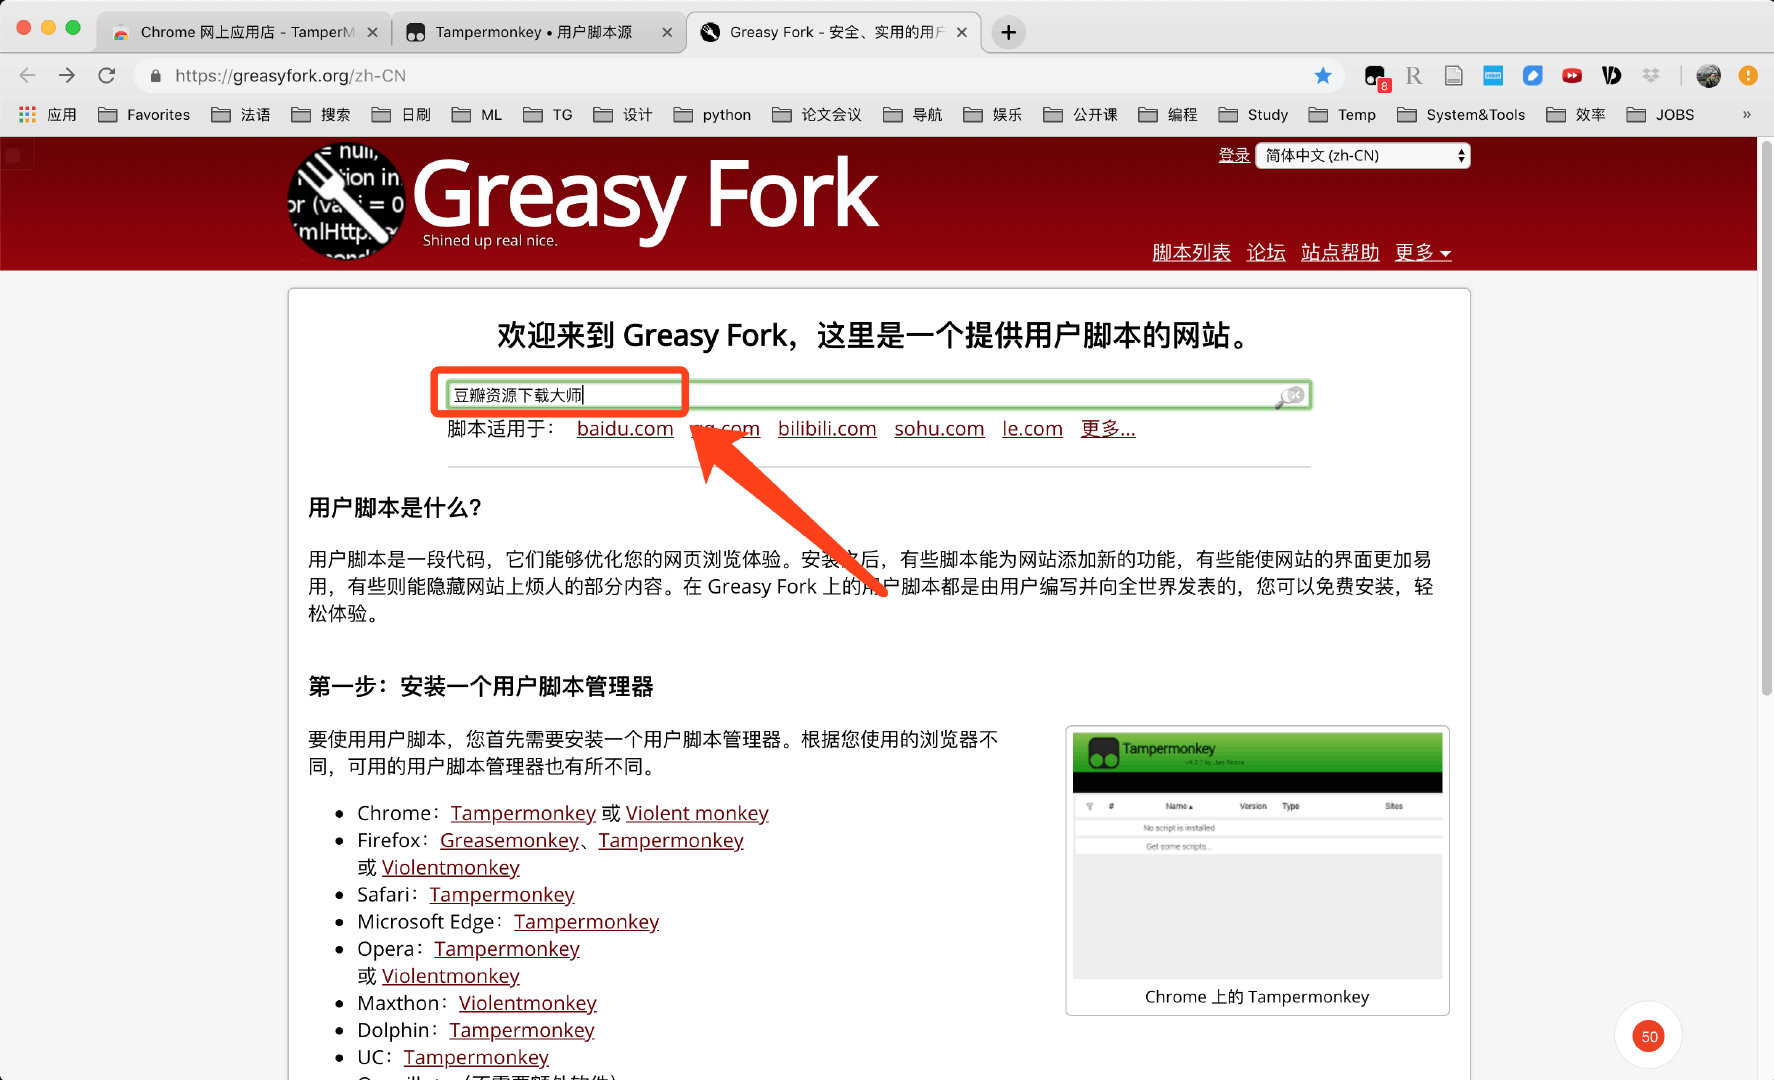 Chrome 网上应用店 - TamperM
Tampermonkey • 用户脚本源
Greasy Fork - 安全、实用的用户
https://greasyfork.org/zh-CN
8
应用
Favorites
法语
搜索
日刷
ML
TG
设计
python
论文会议
导航
娱乐
公开课
编程
Study
Temp
System&Tools
效率
JOBS
»
= null,
tion in
or (va i = 0
mlHttp
Greasy Fork
Shined up real nice.
登录
简体中文 (zh-CN)
脚本列表 论坛 站点帮助 更多
欢迎来到 Greasy Fork，这里是一个提供用户脚本的网站。
豆瓣资源下载大师
脚本适用于： baidu.com qq.com bilibili.com sohu.com le.com 更多...
用户脚本是什么？
用户脚本是一段代码，它们能够优化您的网页浏览体验。安装之后，有些脚本能为网站添加新的功能，有些能使网站的界面更加易
用，有些则能隐藏网站上烦人的部分内容。在 Greasy Fork 上的用户脚本都是由用户编写并向全世界发表的，您可以免费安装，轻
松体验。
第一步：安装一个用户脚本管理器
要使用用户脚本，您首先需要安装一个用户脚本管理器。根据您使用的浏览器不
同，可用的用户脚本管理器也有所不同。
• Chrome：Tampermonkey 或 Violent monkey
• Firefox：Greasemonkey、Tampermonkey
或 Violentmonkey
• Safari：Tampermonkey
• Microsoft Edge：Tampermonkey
• Opera：Tampermonkey
或 Violentmonkey
• Maxthon：Violentmonkey
• Dolphin：Tampermonkey
• UC：Tampermonkey
Tampermonkey
v4.2.7 by Jan Biniok
# Name Version Type Sites
No script is installed
Get some scripts...
Chrome 上的 Tampermonkey
50